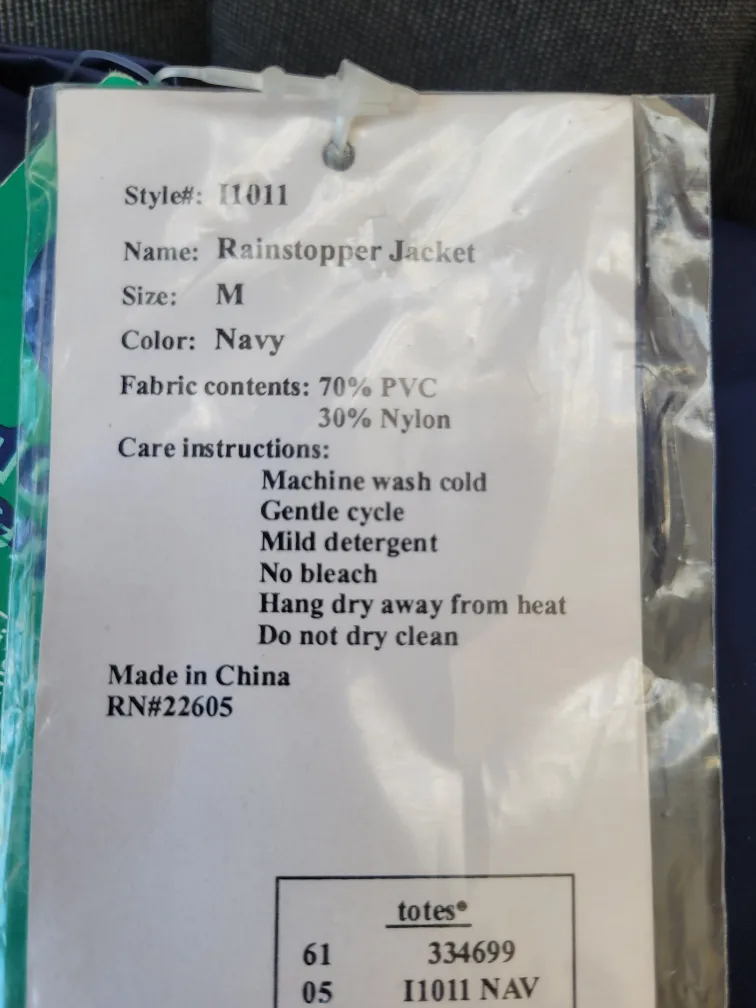 Style#: I1011
Name: Rainstopper Jacket
Size: M
Color: Navy
Fabric contents: 70% PVC
30% Nylon
Care instructions:
Machine wash cold
Gentle cycle
Mild detergent
No bleach
Hang dry away from heat
Do not dry clean
Made in China
RN#22605
totes®
61 334699
05 I1011 NAV